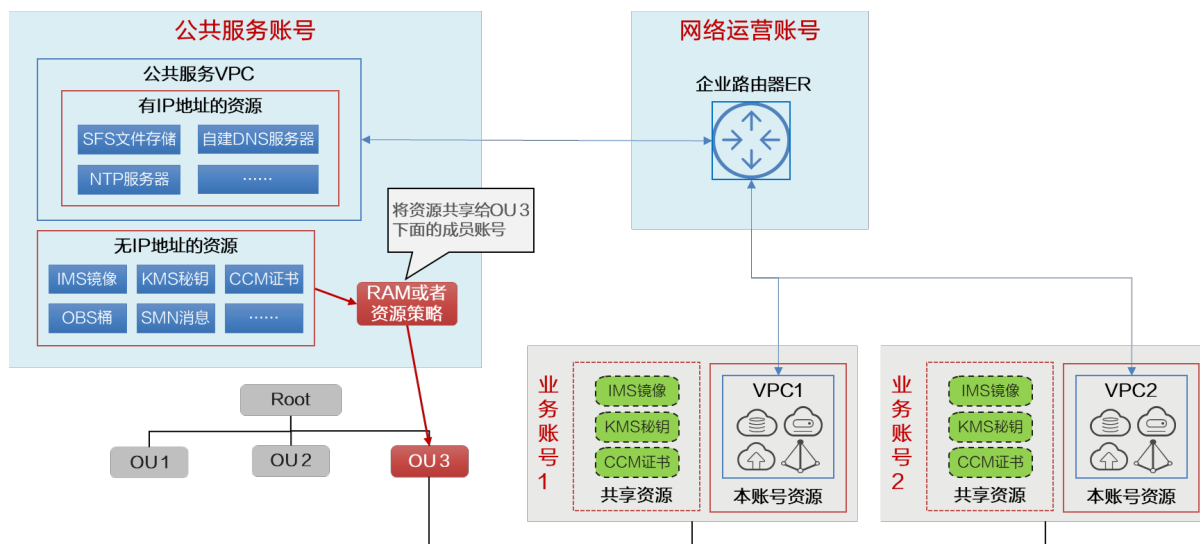 公共服务账号
公共服务VPC
有IP地址的资源
SFS文件存储
自建DNS服务器
NTP服务器
......
无IP地址的资源
IMS镜像
KMS秘钥
CCM证书
OBS桶
SMN消息
......
将资源共享给OU 3
下面的成员账号
RAM或者
资源策略
网络运营账号
企业路由器ER
Root
OU 1
OU 2
OU 3
业务账号1
IMS镜像
KMS秘钥
CCM证书
共享资源
VPC1
本账号资源
业务账号2
IMS镜像
KMS秘钥
CCM证书
共享资源
VPC2
本账号资源